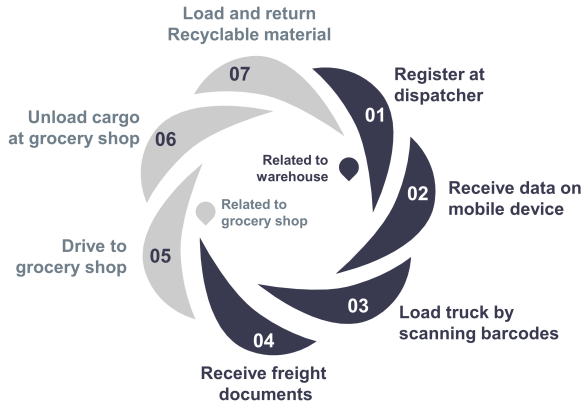 Load and return
Recyclable material
07
Register at
dispatcher
01
Unload cargo
at grocery shop
06
Related to
warehouse
02
Receive data on
mobile device
Related to
grocery shop
Drive to
grocery shop
05
03
Load truck by
scanning barcodes
04
Receive freight
documents